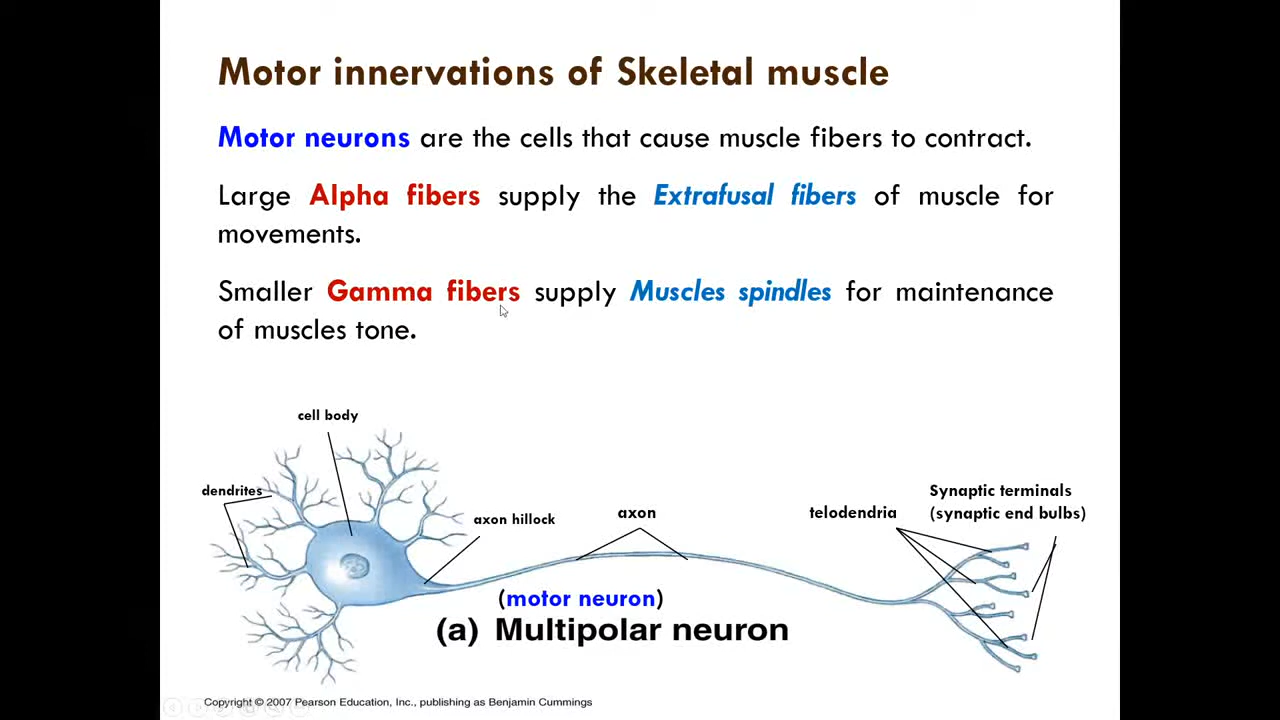 Motor innervations of Skeletal muscle
Motor neurons are the cells that cause muscle fibers to contract.
Large Alpha fibers supply the Extrafusal fibers of muscle for
movements.
Smaller Gamma fibers supply Muscles spindles for maintenance
of muscles tone.
cell body
dendrites
axon hillock
axon
telodendria
Synaptic terminals
(synaptic end bulbs)
(motor neuron)
(a) Multipolar neuron
Copyright © 2007 Pearson Education, Inc., publishing as Benjamin Cummings